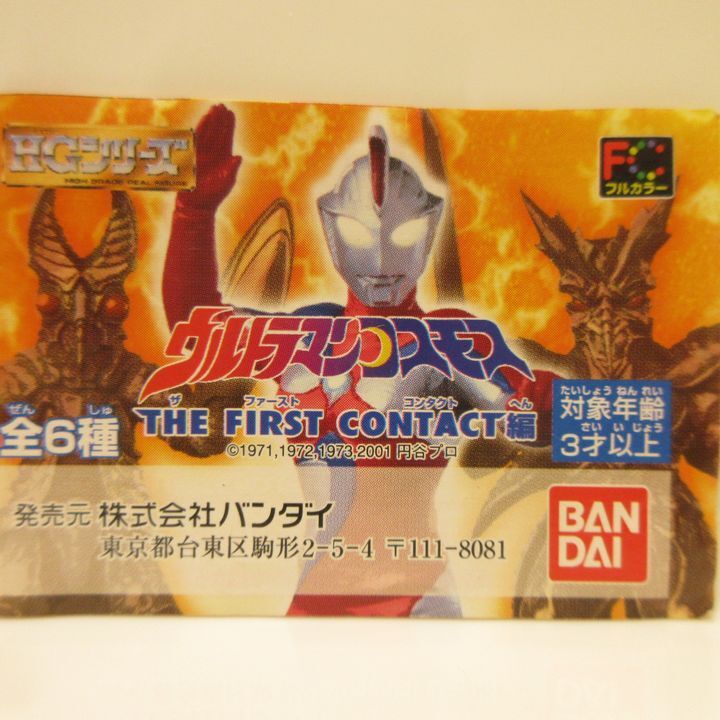 HGシリーズ
HIGH GRADE REAL FIGURE
FC
フルカラー
ウルトラマンコスモス
ザ ファースト コンタクト へん
THE FIRST CONTACT編
©1971,1972,1973,2001 円谷プロ
ぜん しゅ
全6種
たいしょう ねん れい
対象年齢
さい い じょう
3才以上
発売元 株式会社バンダイ
東京都台東区駒形2-5-4 〒111-8081
BAN
DAI